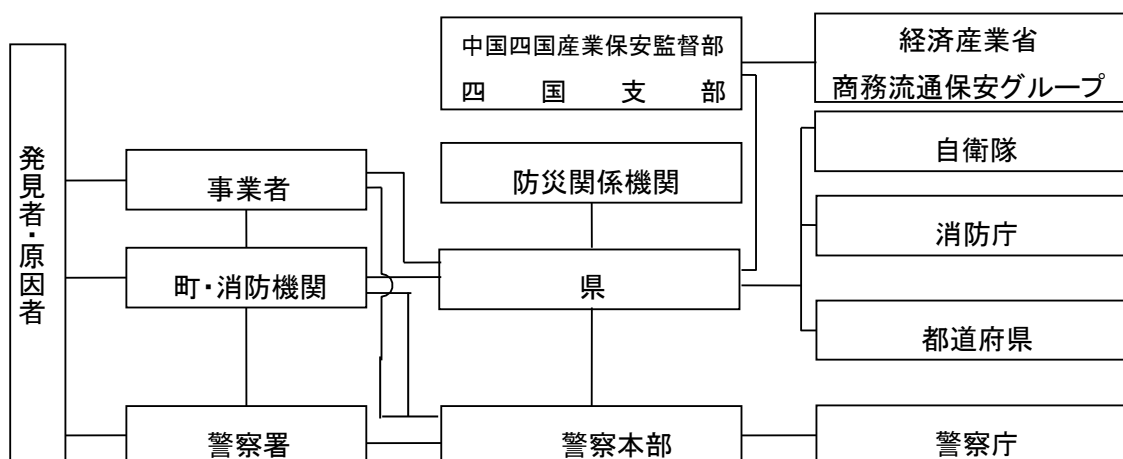 発見者・原因者
事業者
町・消防機関
警察署
中国四国産業保安監督部
四国支部
防災関係機関
県
警察本部
経済産業省
商務流通保安グループ
自衛隊
消防庁
都道府県
警察庁